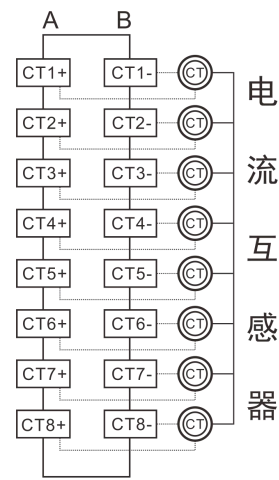 A B
CT1+ CT1- CT
CT2+ CT2- CT
CT3+ CT3- CT
CT4+ CT4- CT
CT5+ CT5- CT
CT6+ CT6- CT
CT7+ CT7- CT
CT8+ CT8- CT
电
流
互
感
器